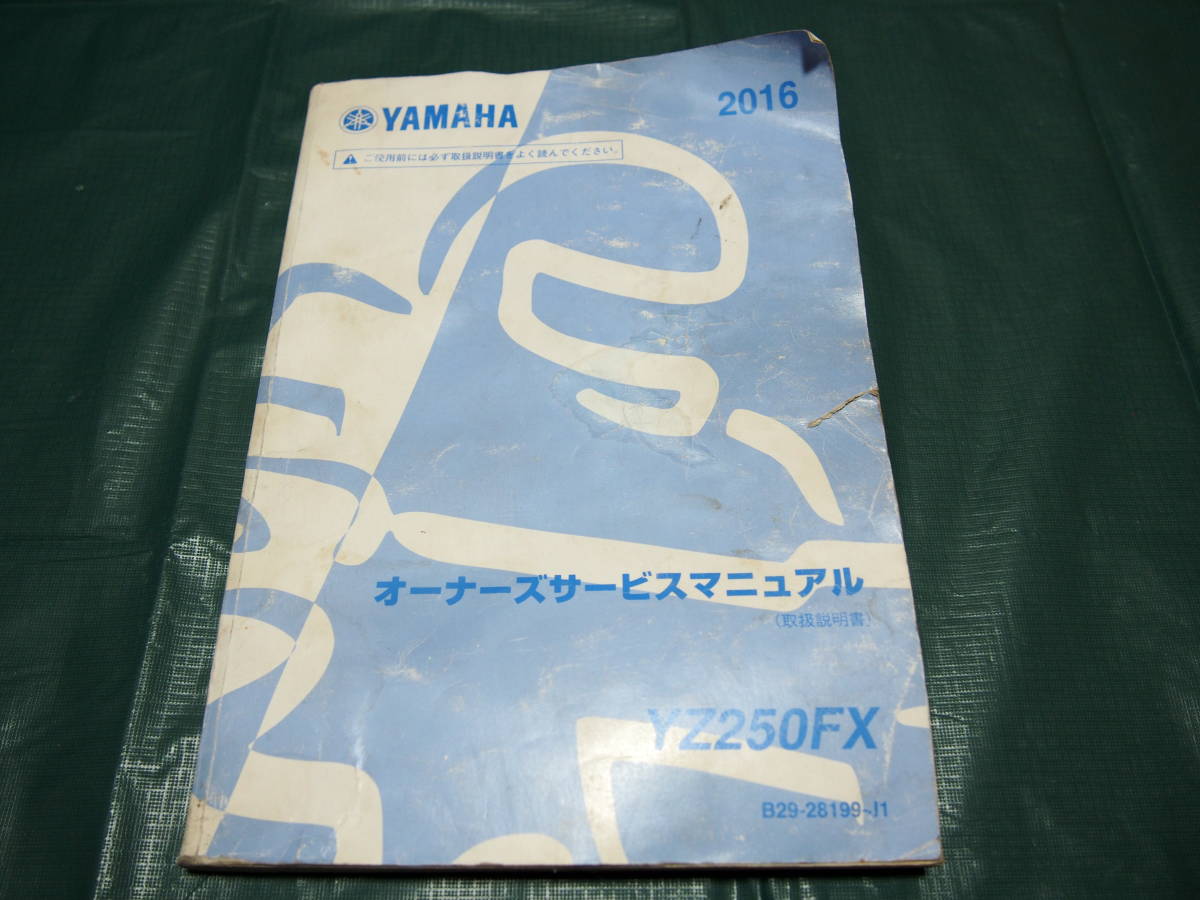 YAMAHA
2016
ご使用前には必ず取扱説明書をよく読んでください。
オーナーズサービスマニュアル
(取扱説明書)
YZ250FX
B29-28199-J1